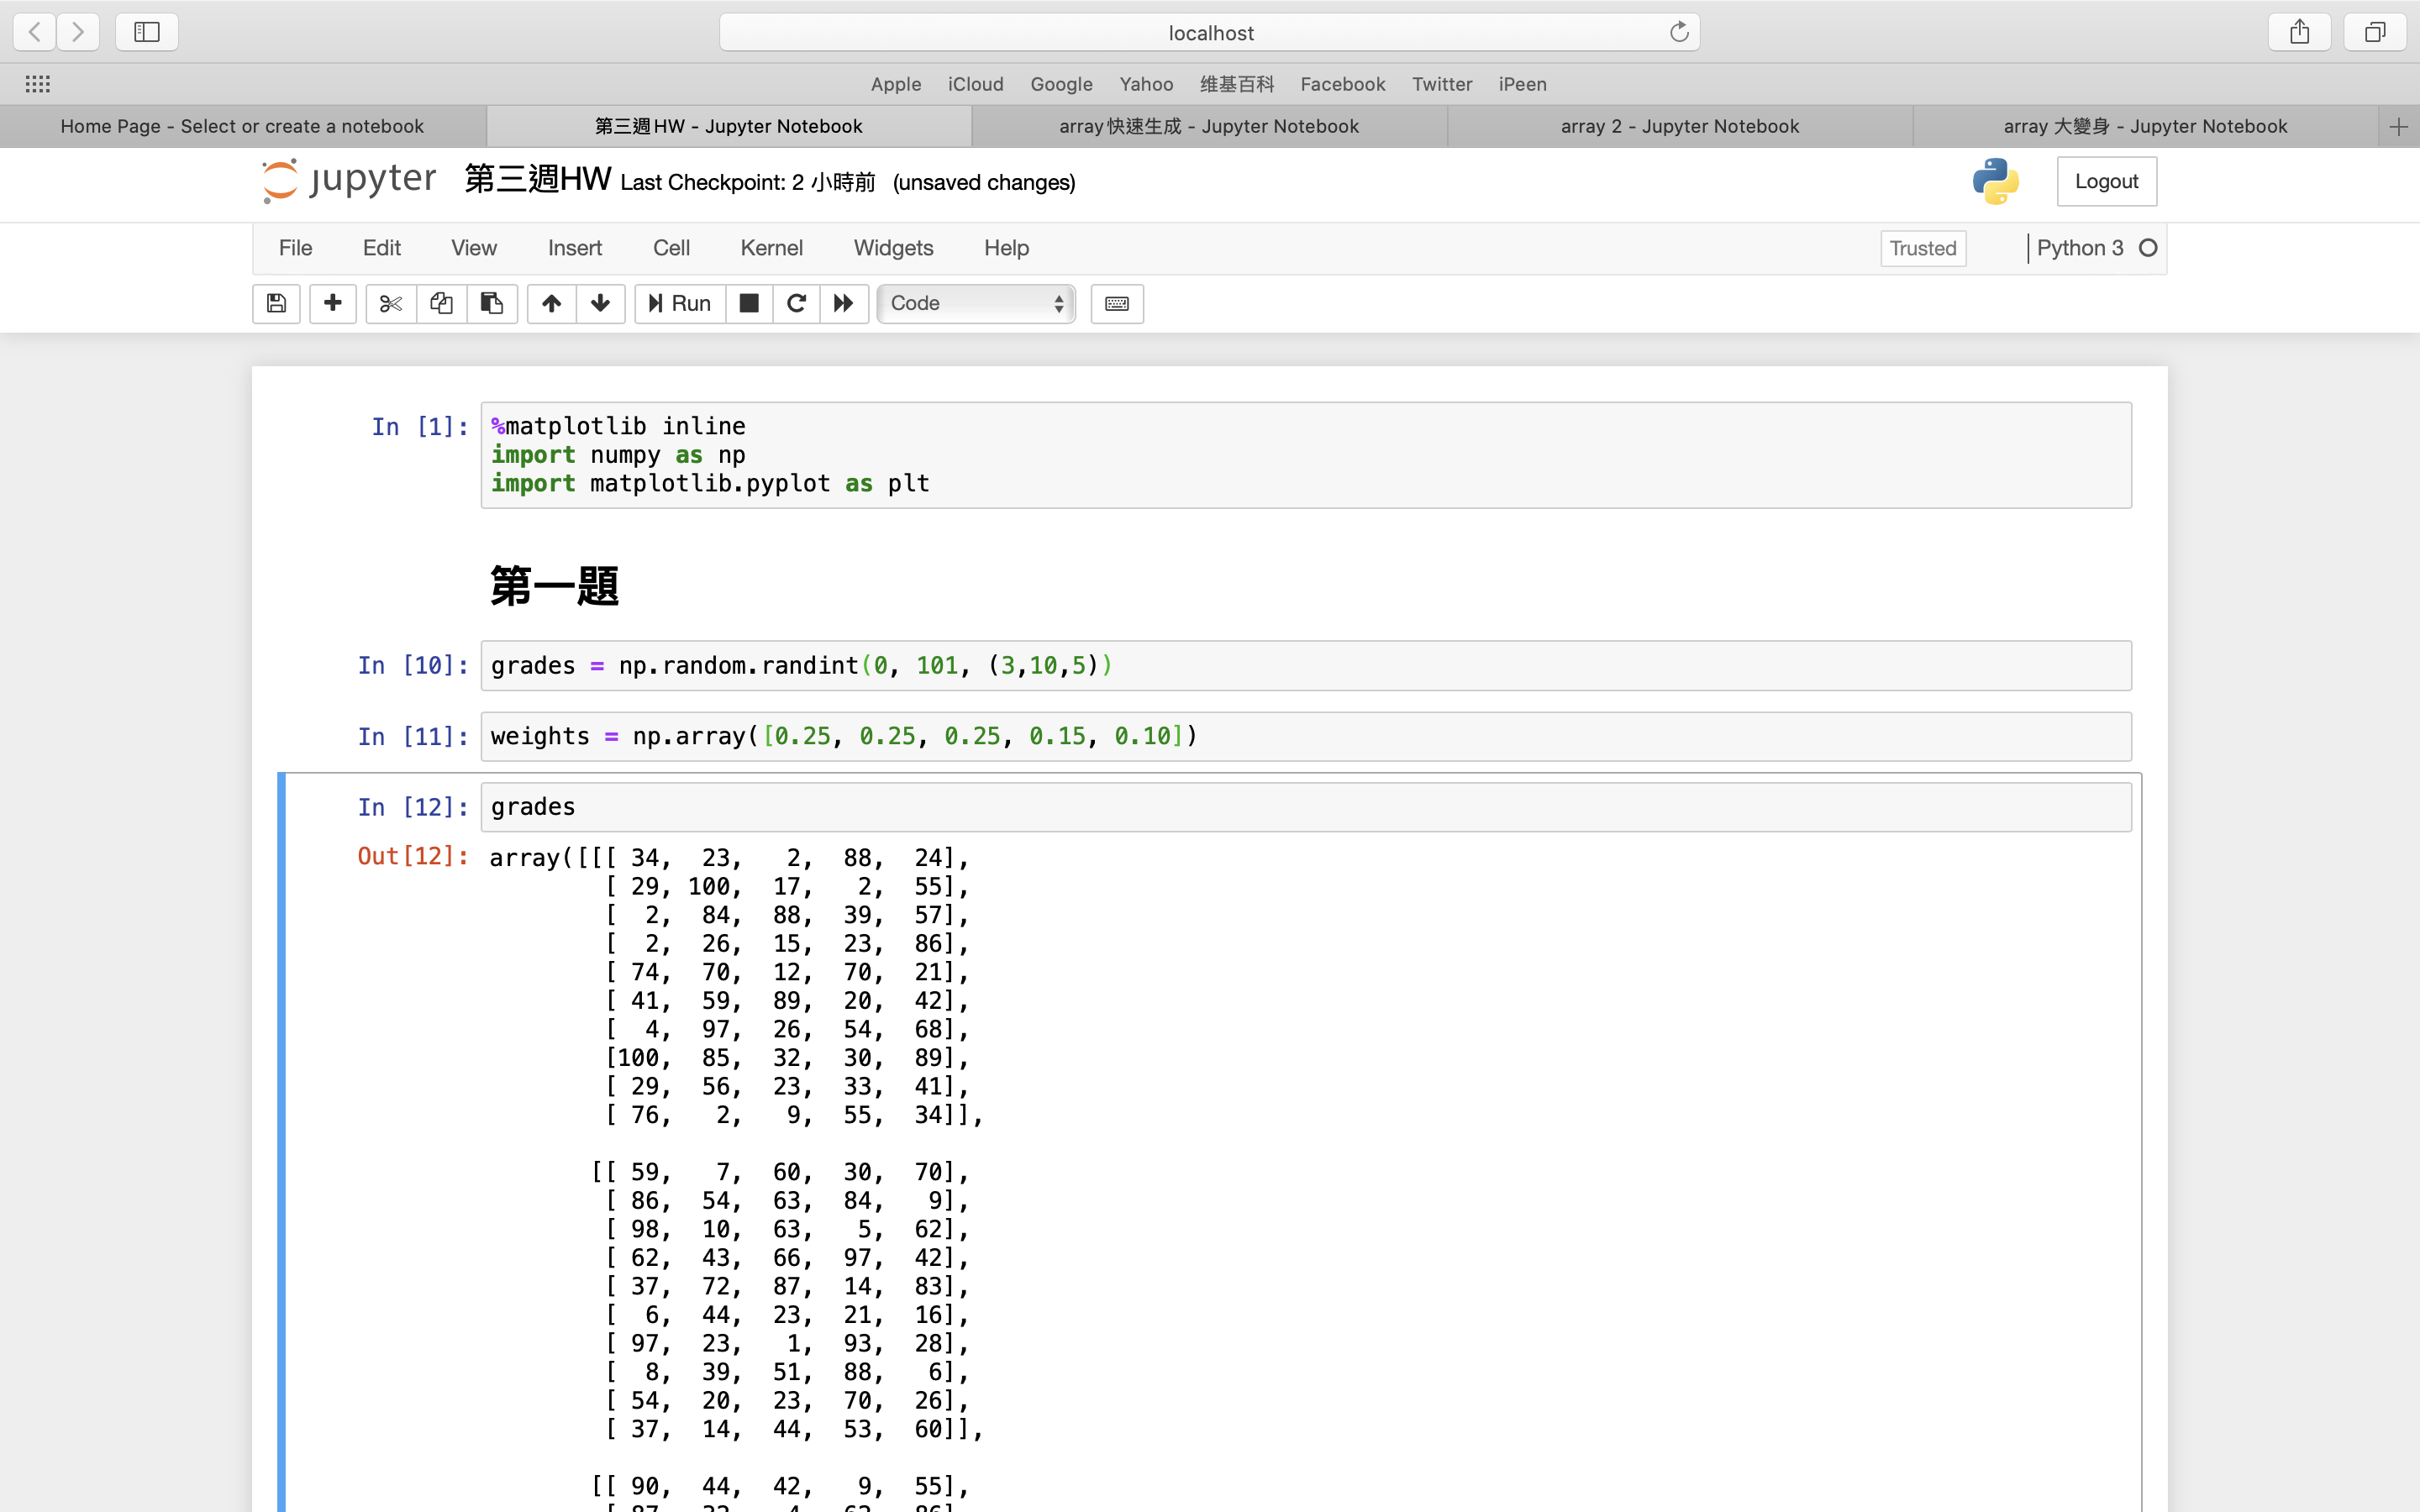 localhost
Apple iCloud Google Yahoo 维基百科 Facebook Twitter iPeen
Home Page - Select or create a notebook 第三週HW - Jupyter Notebook array快速生成 - Jupyter Notebook array 2 - Jupyter Notebook array 大變身 - Jupyter Notebook
jupyter 第三週HW Last Checkpoint: 2 小時前 (unsaved changes) Logout
File Edit View Insert Cell Kernel Widgets Help Trusted Python 3
Run Code
In [1]: %matplotlib inline
import numpy as np
import matplotlib.pyplot as plt
第一題
In [10]: grades = np.random.randint(0, 101, (3,10,5))
In [11]: weights = np.array([0.25, 0.25, 0.25, 0.15, 0.10])
In [12]: grades
Out[12]: array([[[ 34, 23, 2, 88, 24],
[ 29, 100, 17, 2, 55],
[ 2, 84, 88, 39, 57],
[ 2, 26, 15, 23, 86],
[ 74, 70, 12, 70, 21],
[ 41, 59, 89, 20, 42],
[ 4, 97, 26, 54, 68],
[100, 85, 32, 30, 89],
[ 29, 56, 23, 33, 41],
[ 76, 2, 9, 55, 34]],
[[ 59, 7, 60, 30, 70],
[ 86, 54, 63, 84, 9],
[ 98, 10, 63, 5, 62],
[ 62, 43, 66, 97, 42],
[ 37, 72, 87, 14, 83],
[ 6, 44, 23, 21, 16],
[ 97, 23, 1, 93, 28],
[ 8, 39, 51, 88, 6],
[ 54, 20, 23, 70, 26],
[ 37, 14, 44, 53, 60]],
[[ 90, 44, 42, 9, 55],